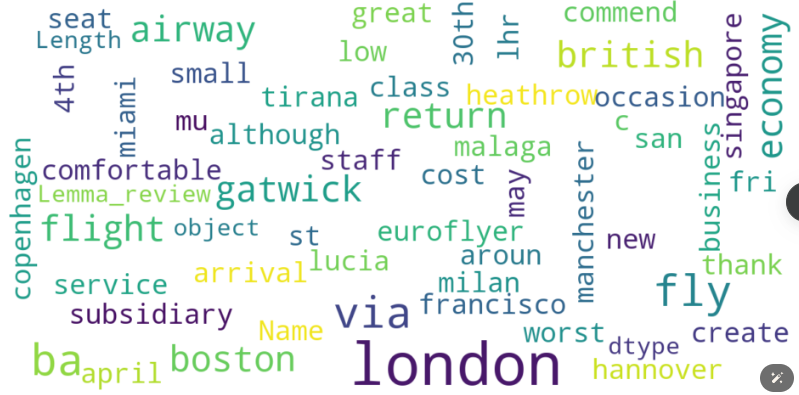 seat
airway
great
30th
lhr
commend
Length
low
british
singapore
economy
4th
small
class
miami
tirana
heathrow
occasion
mu
return
c
although
san
copenhagen
staff
malaga
business
comfortable
cost
manchester
Lemma_review
gatwick
may
fri
flight
object
st
euroflyer
new
aroun
lucia
thank
service
arrival
milan
fly
subsidiary
via
francisco
Name
worst
create
ba
boston
london
dtype
april
hannover